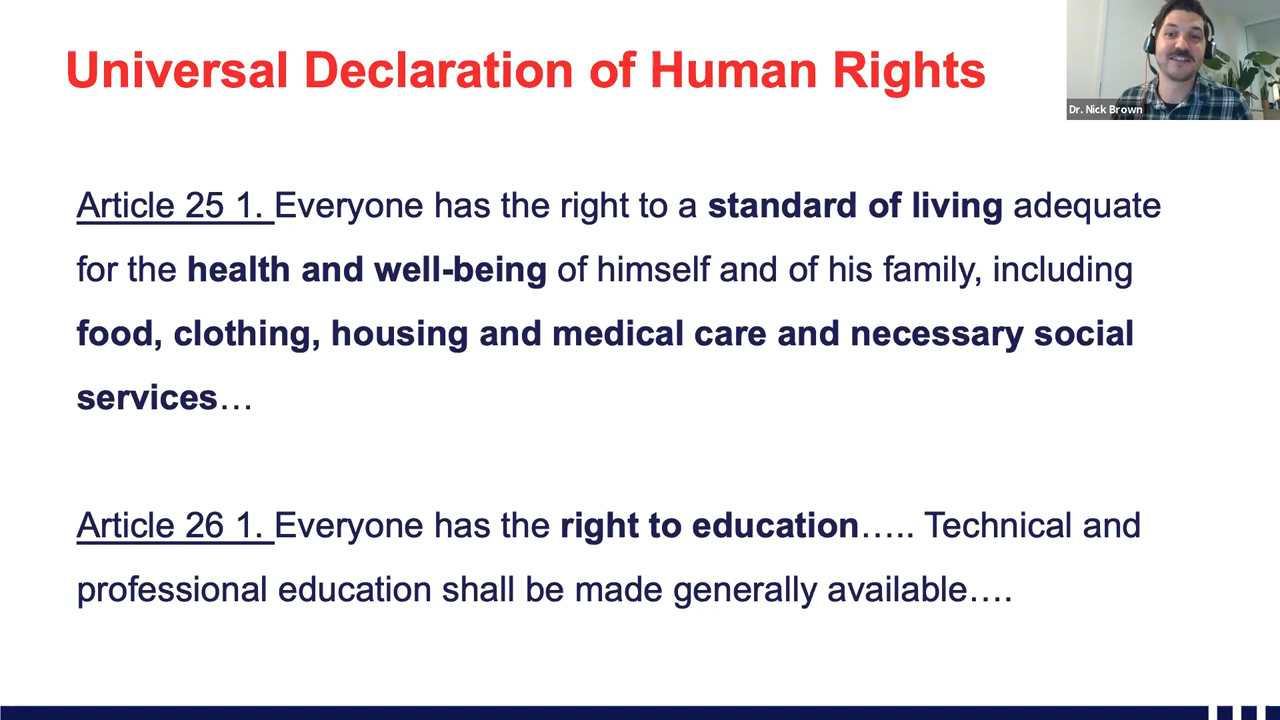 Universal Declaration of Human Rights
Dr. Nick Brown
Article 25 1. Everyone has the right to a standard of living adequate
for the health and well-being of himself and of his family, including
food, clothing, housing and medical care and necessary social
services…
Article 26 1. Everyone has the right to education….. Technical and
professional education shall be made generally available….